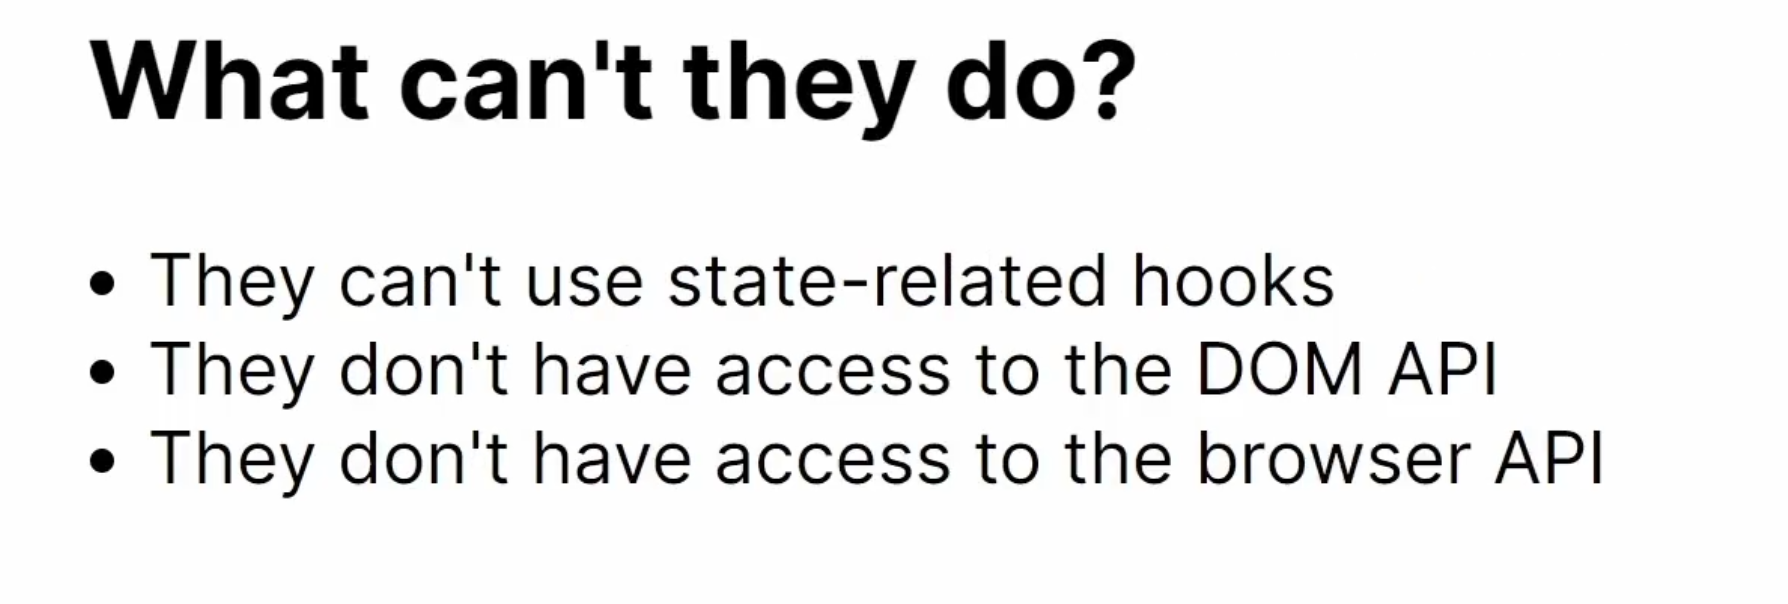 What can't they do?
• They can't use state-related hooks
• They don't have access to the DOM API
• They don't have access to the browser API